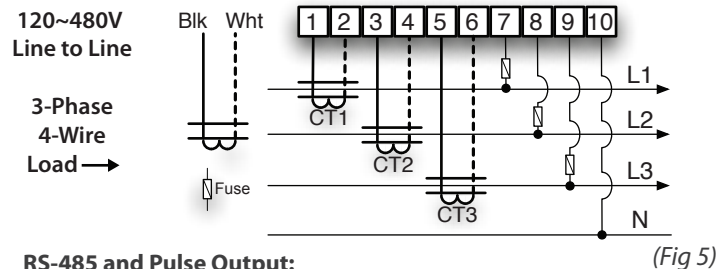 120~480V
Line to Line
Blk Wht
1 2 3 4 5 6 7 8 9 10
3-Phase
4-Wire
Load
Fuse
CT1
CT2
CT3
L1
L2
L3
N
RS-485 and Pulse Output:
(Fig 5)